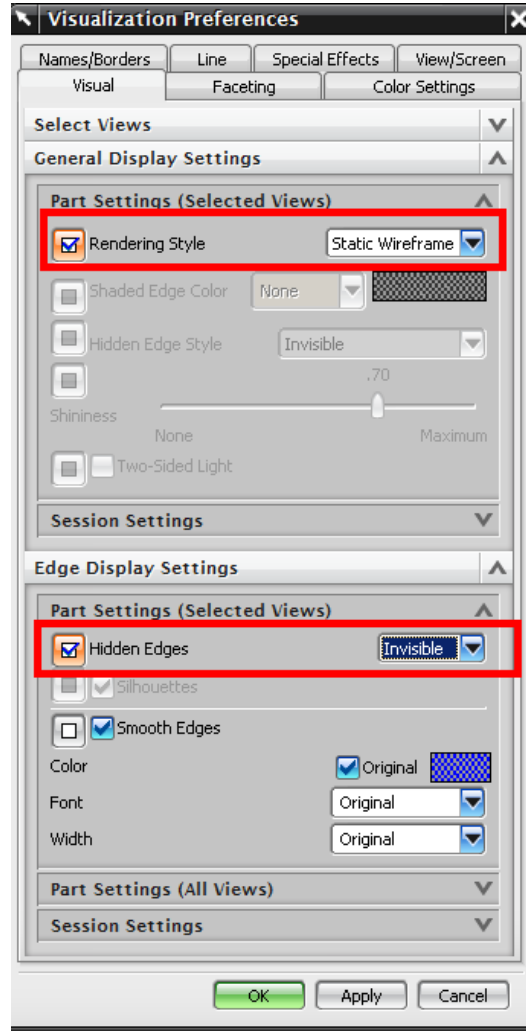 Visualization Preferences
Names/Borders Line Special Effects View/Screen
Visual Faceting Color Settings
Select Views
General Display Settings
Part Settings (Selected Views)
Rendering Style Static Wireframe
Shaded Edge Color None
Hidden Edge Style Invisible
.70
Shininess
None Maximum
Two-Sided Light
Session Settings
Edge Display Settings
Part Settings (Selected Views)
Hidden Edges Invisible
Silhouettes
Smooth Edges
Color Original
Font Original
Width Original
Part Settings (All Views)
Session Settings
OK Apply Cancel